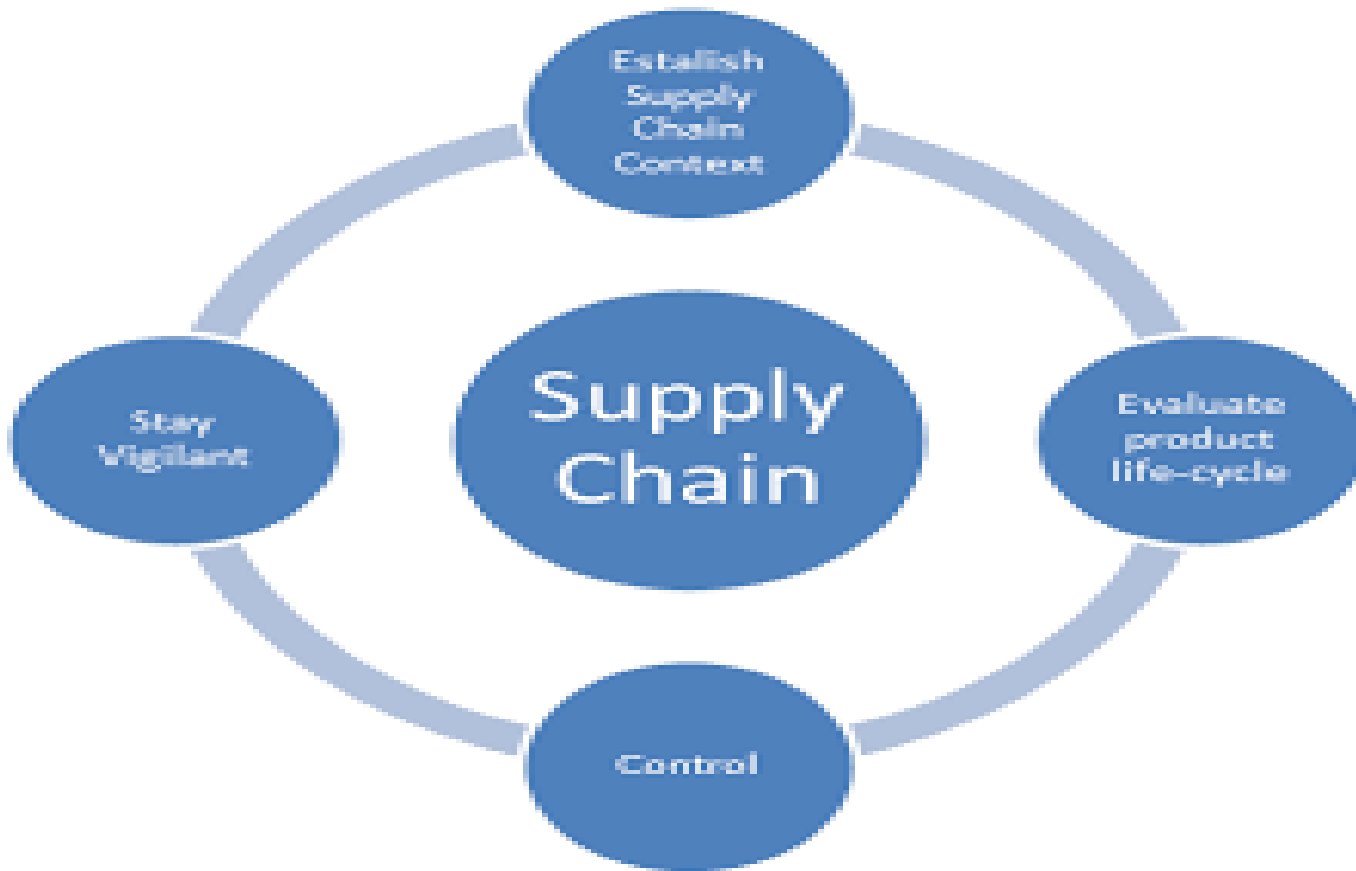 Estalish
Supply
Chain
Context
Supply
Chain
Evaluate
product
life-cycle
Stay
Vigilant
Control